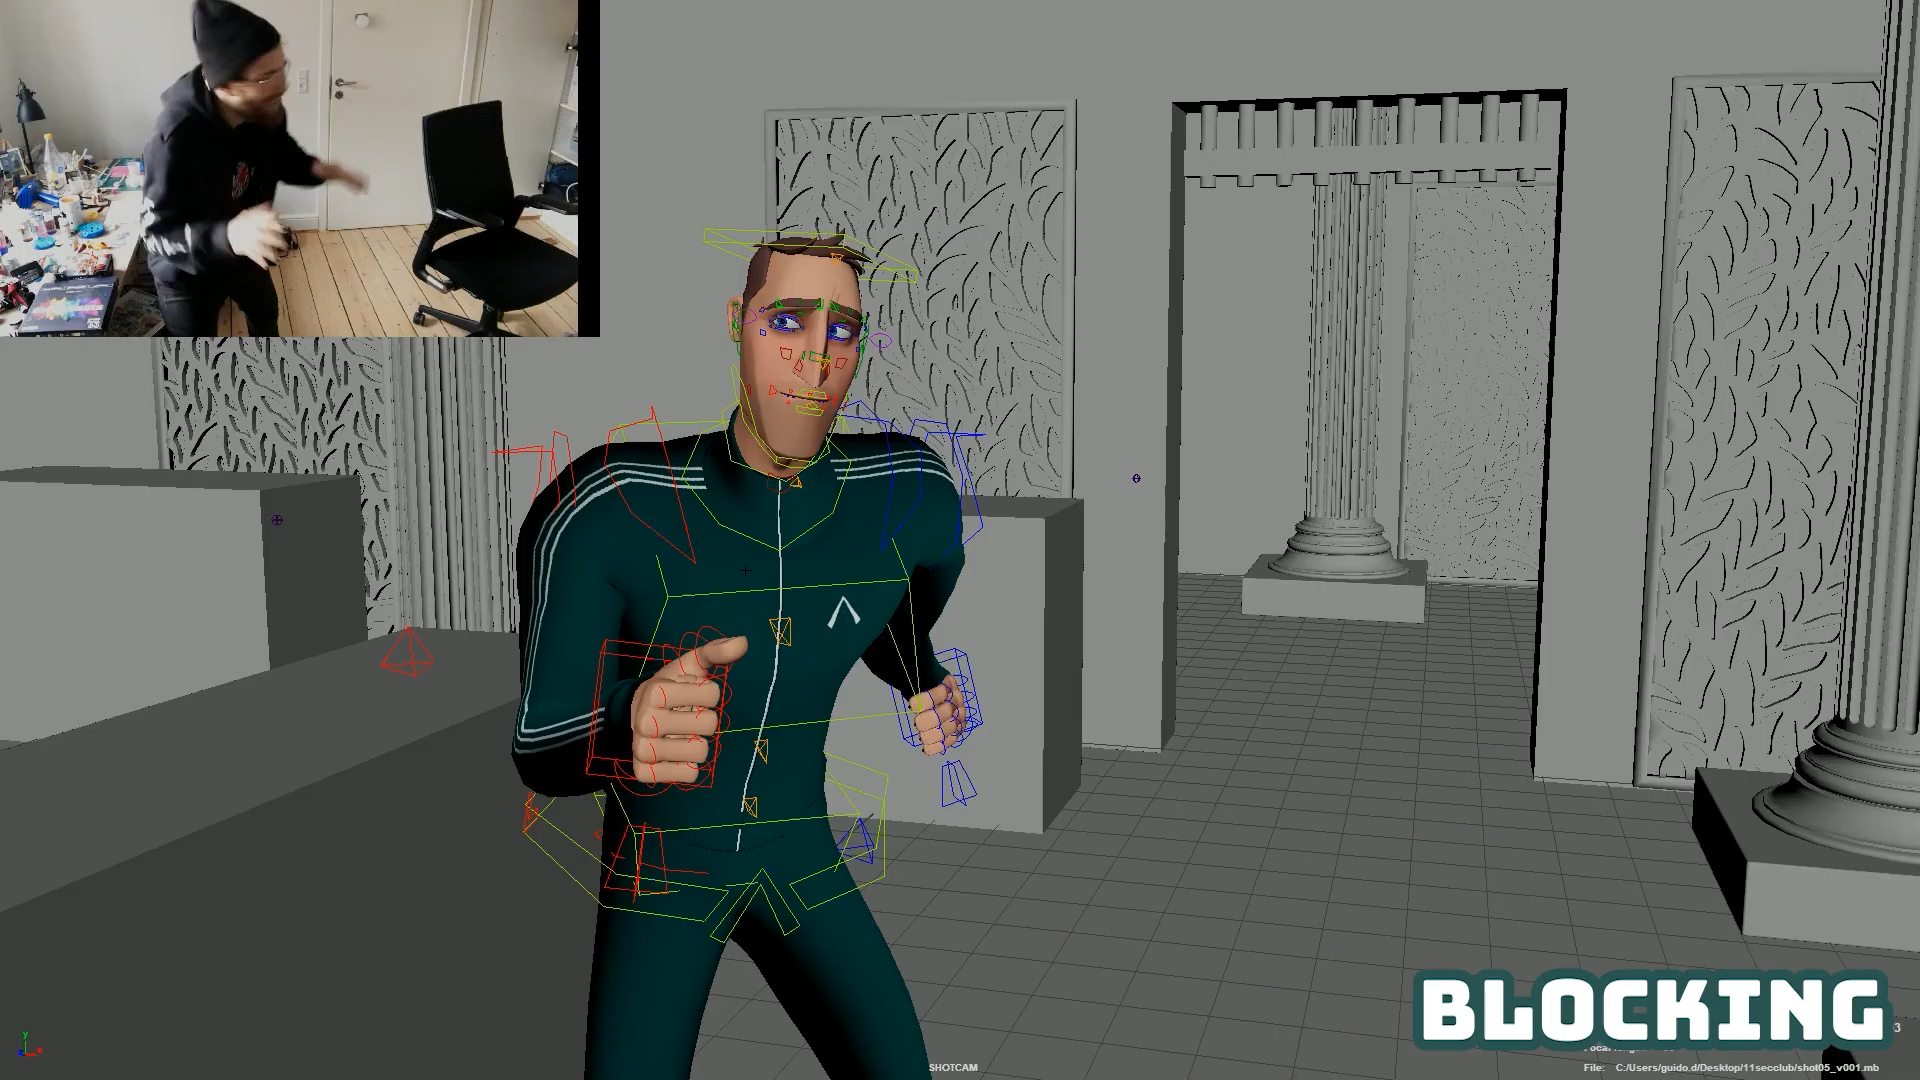 BLOCKING
SHOTCAM
File: C:/Users/guido.d/Desktop/11secclub/shot05_v001.mb